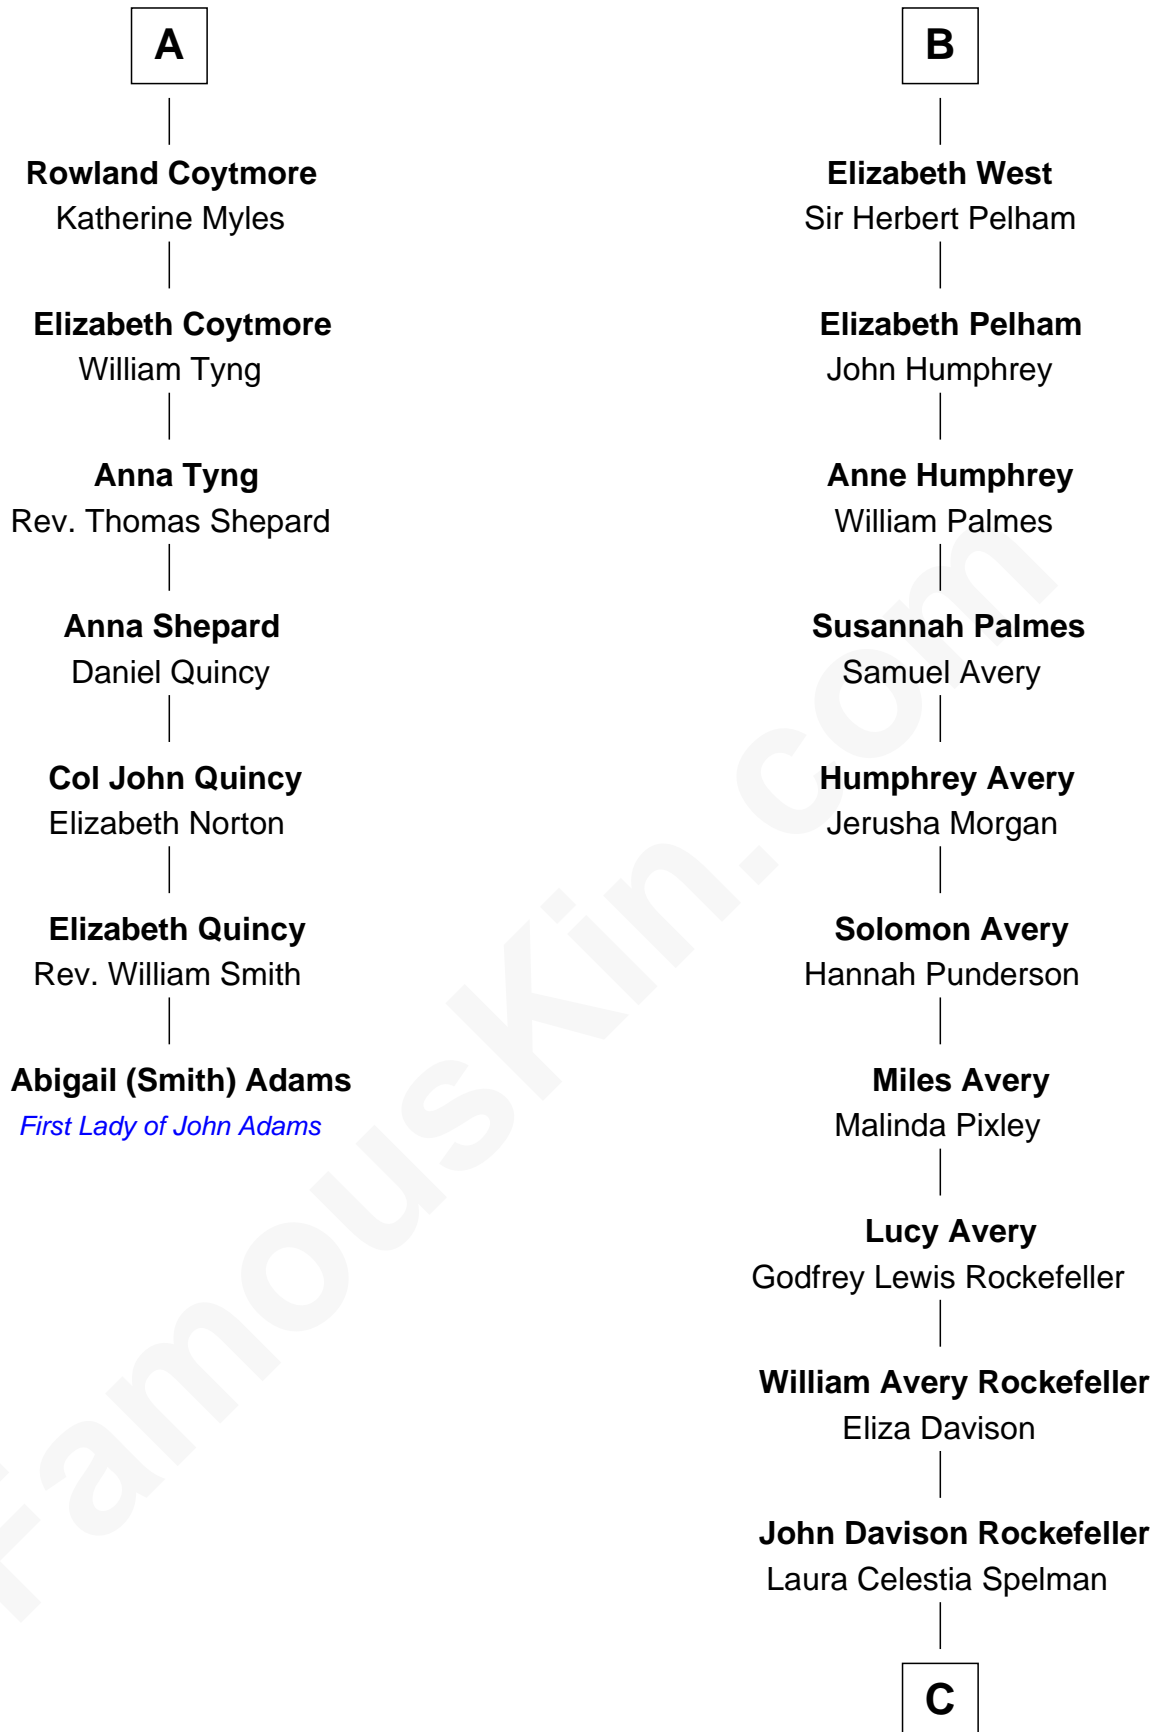 A
Rowland Coytmore
Katherine Myles
Elizabeth Coytmore
William Tyng
Anna Tyng
Rev. Thomas Shepard
Anna Shepard
Daniel Quincy
Col John Quincy
Elizabeth Norton
Elizabeth Quincy
Rev. William Smith
Abigail (Smith) Adams
First Lady of John Adams
B
Elizabeth West
Sir Herbert Pelham
Elizabeth Pelham
John Humphrey
Anne Humphrey
William Palmes
Susannah Palmes
Samuel Avery
Humphrey Avery
Jerusha Morgan
Solomon Avery
Hannah Punderson
Miles Avery
Malinda Pixley
Lucy Avery
Godfrey Lewis Rockefeller
William Avery Rockefeller
Eliza Davison
John Davison Rockefeller
Laura Celestia Spelman
C
FamousKin.com